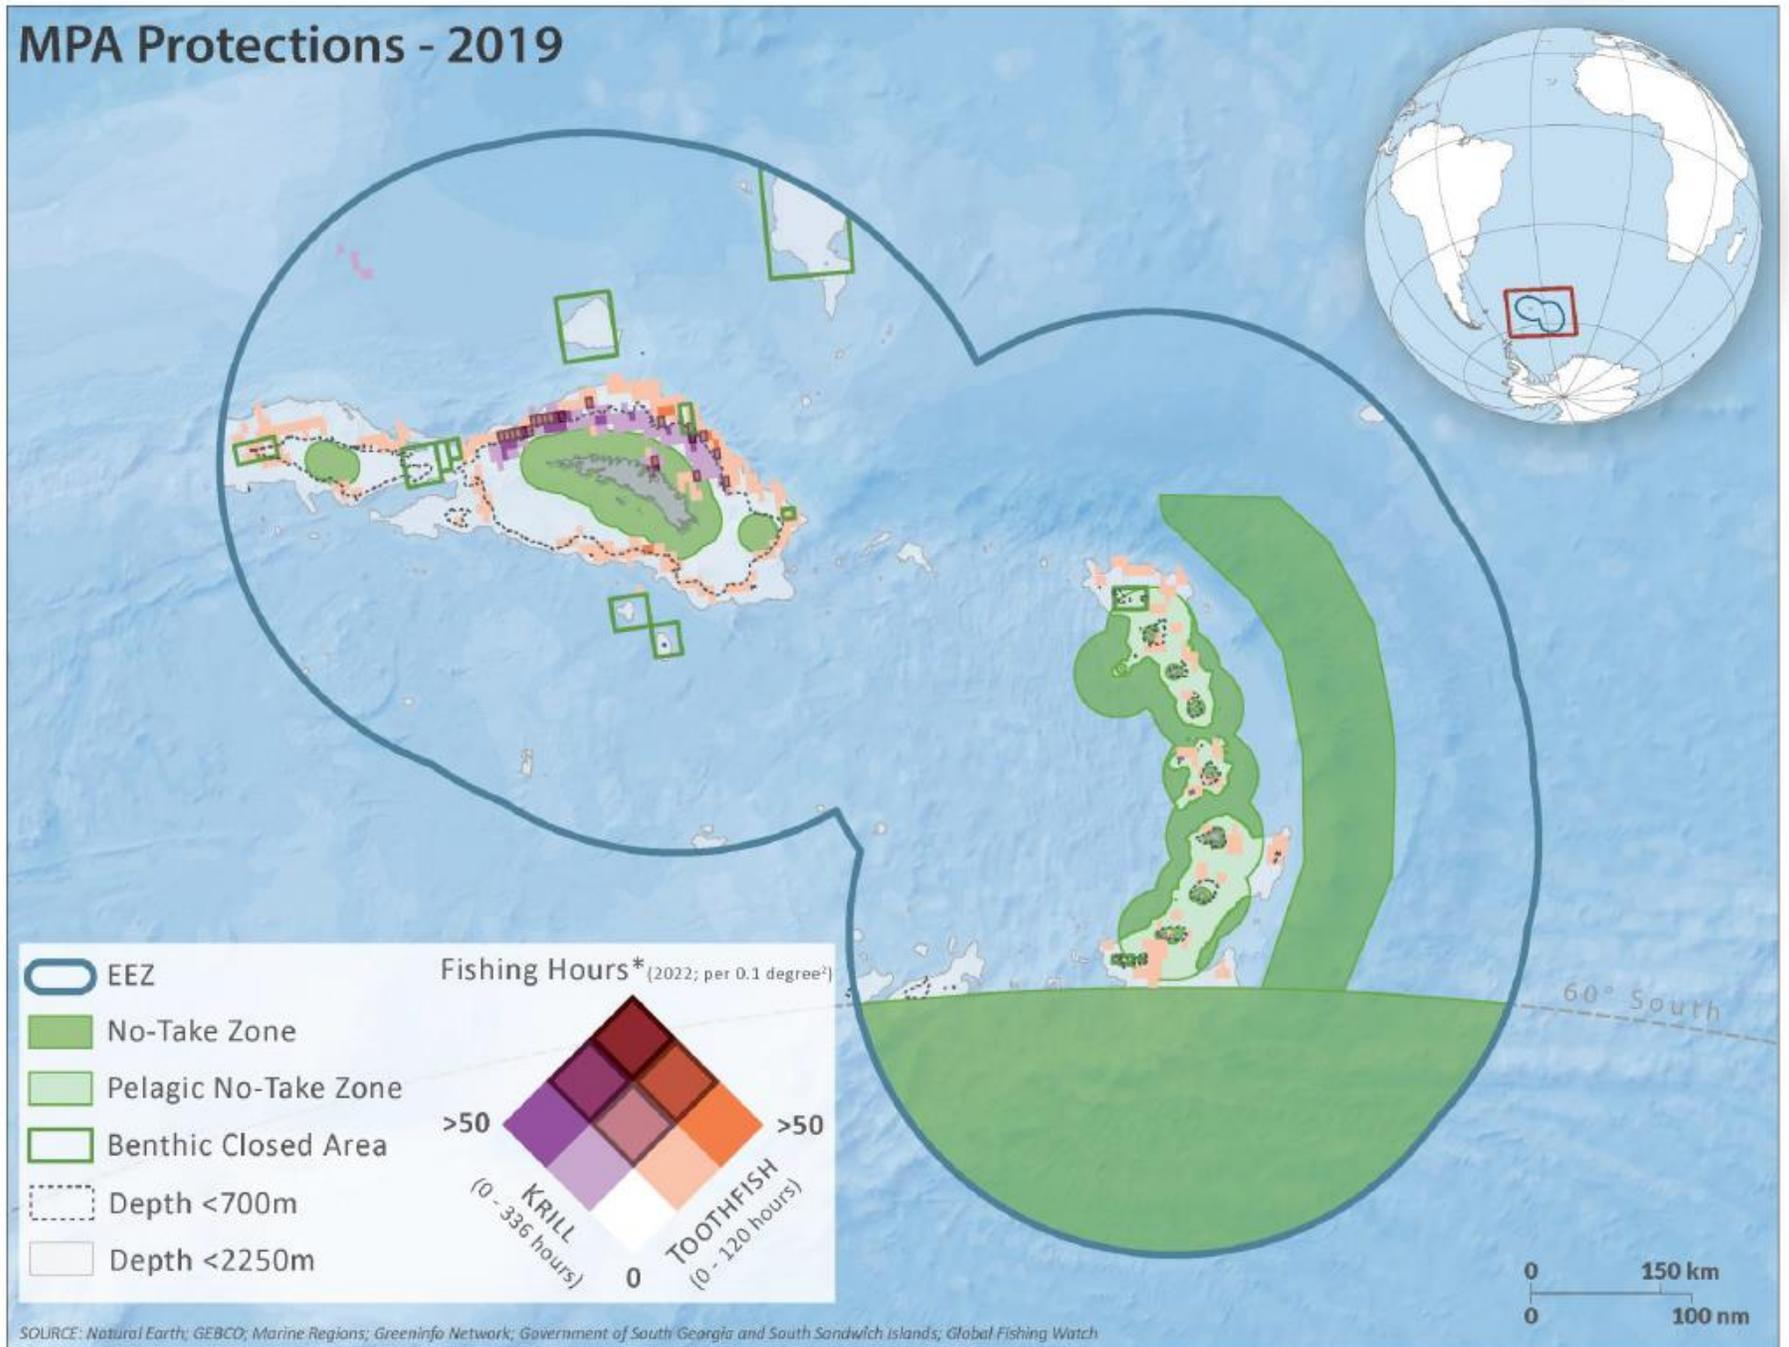 MPA Protections - 2019
60° South
EEZ
No-Take Zone
Pelagic No-Take Zone
Benthic Closed Area
Depth <700m
Depth <2250m
Fishing Hours* (2022; per 0.1 degree²)
>50
>50
KRILL
(0 - 336 hours)
TOOTHFISH
(0 - 120 hours)
0
0 150 km
0 100 nm
SOURCE: Natural Earth; GEBCO; Marine Regions; Greeninfo Network; Government of South Georgia and South Sandwich Islands; Global Fishing Watch